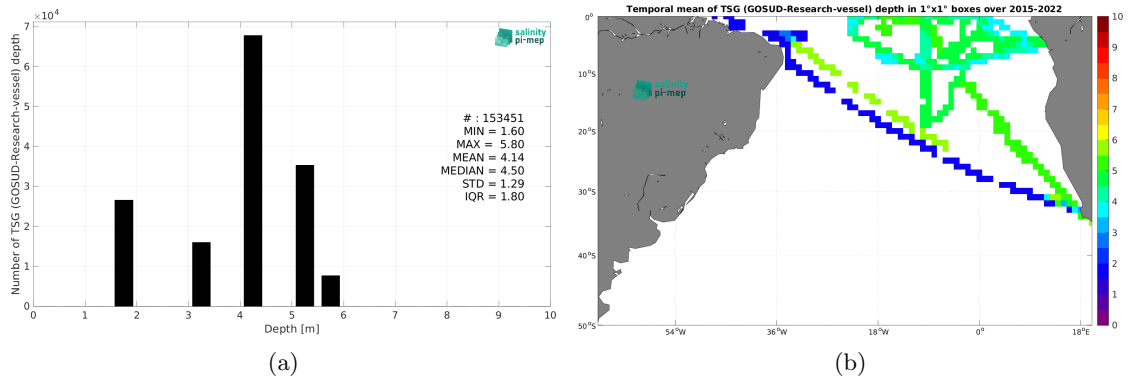 ×10⁴
Number of TSG (GOSUD-Research-vessel) depth
7
6
5
4
3
2
1
0
salinity
pi-mep
# : 153451
MIN = 1.60
MAX = 5.80
MEAN = 4.14
MEDIAN = 4.50
STD = 1.29
IQR = 1.80
0 1 2 3 4 5 6 7 8 9 10
Depth [m]
(a)
Temporal mean of TSG (GOSUD-Research-vessel) depth in 1°x1° boxes over 2015-2022
0°
10°S
20°S
30°S
40°S
50°S
salinity
pi-mep
54°W 36°W 18°W 0° 18°E
10
9
8
7
6
5
4
3
2
1
0
(b)